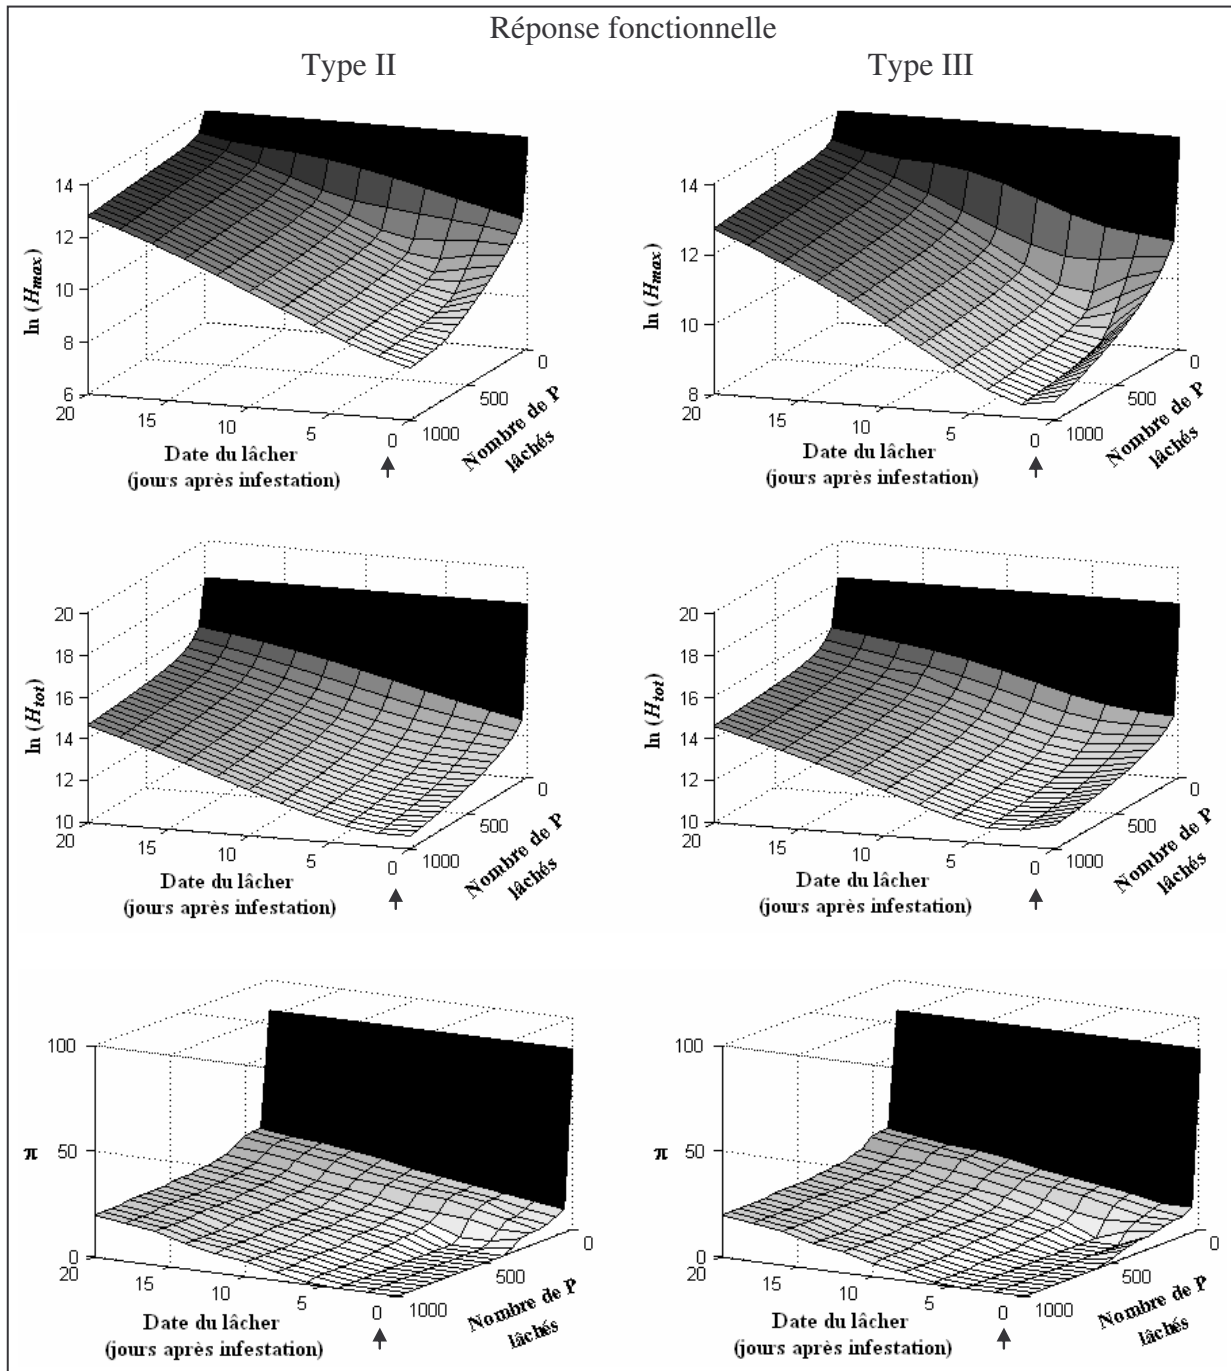 Réponse fonctionnelle
Type II Type III
14 14
12 12
10 10
8
6 8
ln (Hmax) ln (Hmax)
20 15 10 5 0 20 15 10 5 0
0 500 1000 0 500 1000
Date du lâcher Date du lâcher
(jours après infestation) (jours après infestation)
Nombre de P Nombre de P
lâchés lâchés
20 20
18 18
16 16
14 14
12 12
10 10
ln (Htot) ln (Htot)
20 15 10 5 0 20 15 10 5 0
0 500 1000 0 500 1000
Date du lâcher Date du lâcher
(jours après infestation) (jours après infestation)
Nombre de P Nombre de P
lâchés lâchés
100 100
50 50
0 0
π π
20 15 10 5 0 20 15 10 5 0
0 500 1000 0 500 1000
Date du lâcher Date du lâcher
(jours après infestation) (jours après infestation)
Nombre de P Nombre de P
lâchés lâchés